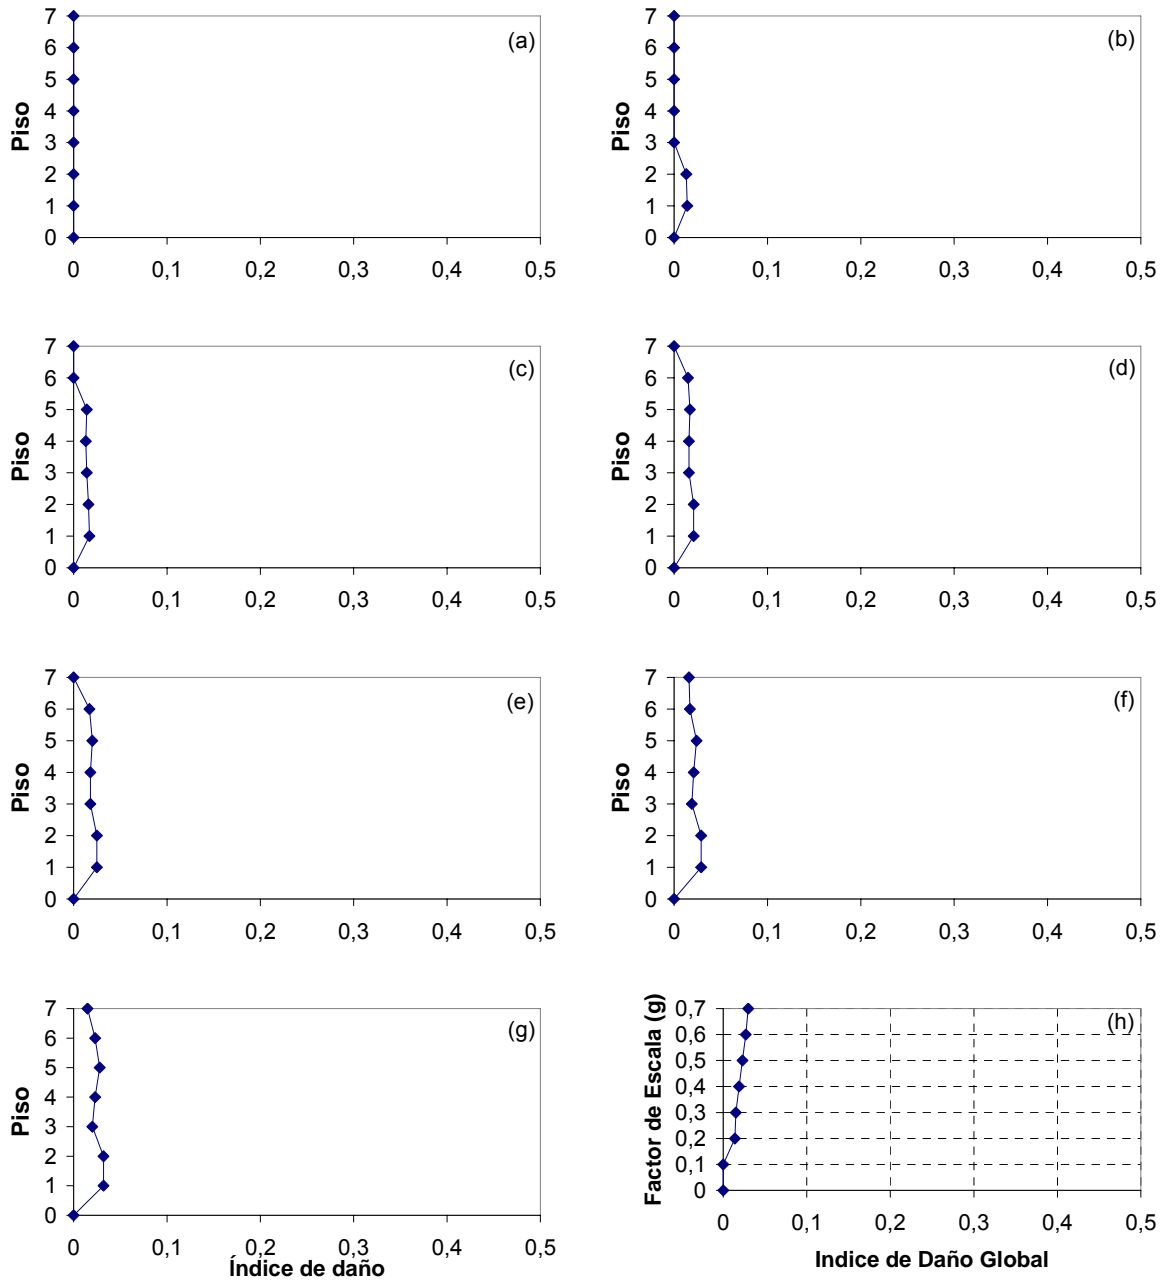 7
6
5
4
3
2
1
0
Piso
(a)
0 0,1 0,2 0,3 0,4 0,5
7
6
5
4
3
2
1
0
Piso
(b)
0 0,1 0,2 0,3 0,4 0,5
7
6
5
4
3
2
1
0
Piso
(c)
0 0,1 0,2 0,3 0,4 0,5
7
6
5
4
3
2
1
0
Piso
(d)
0 0,1 0,2 0,3 0,4 0,5
7
6
5
4
3
2
1
0
Piso
(e)
0 0,1 0,2 0,3 0,4 0,5
7
6
5
4
3
2
1
0
Piso
(f)
0 0,1 0,2 0,3 0,4 0,5
7
6
5
4
3
2
1
0
Piso
(g)
0 0,1 0,2 0,3 0,4 0,5
Índice de daño
0,7
0,6
0,5
0,4
0,3
0,2
0,1
0
Factor de Escala (g)
(h)
0 0,1 0,2 0,3 0,4 0,5
Indice de Daño Global